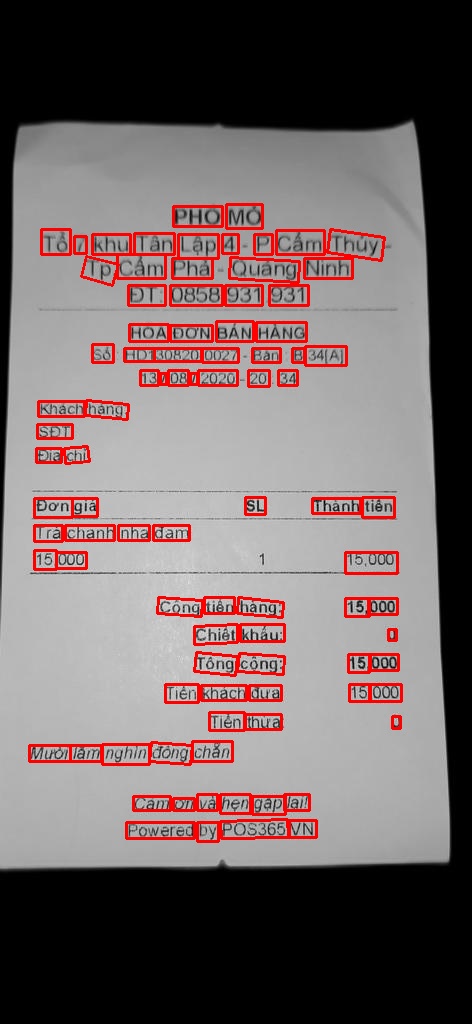 PHỐ MỎ
Tổ 7 khu Tân Lập 4 - P Cẩm Thủy -
Tp Cẩm Phả - Quảng Ninh
ĐT: 0858 931 931
HOÁ ĐƠN BÁN HÀNG
Số: HD130820.0027 - Bàn : B 34[A]
13/08/2020 - 20:34
Khách hàng:
SĐT
Địa chỉ
Đơn giá SL Thành tiền
Trà chanh nha đam
15,000 1 15,000
Công tiền hàng: 15,000
Chiết khấu: 0
Tổng cộng: 15,000
Tiền khách đưa 15,000
Tiền thừa 0
Mười lăm nghìn đồng chẵn
Cảm ơn và hẹn gặp lại!
Powered by POS365.VN